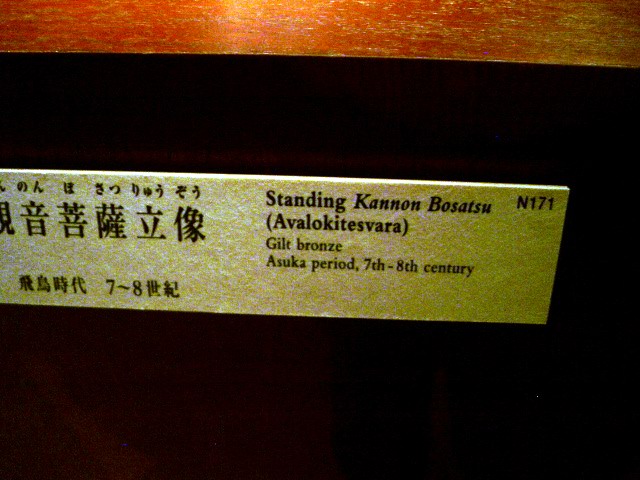 んのん ぼ さつ りゅう ぞう
観音菩薩立像
飛鳥時代 7～8世紀
Standing Kannon Bosatsu N171
(Avalokitesvara)
Gilt bronze
Asuka period, 7th - 8th century